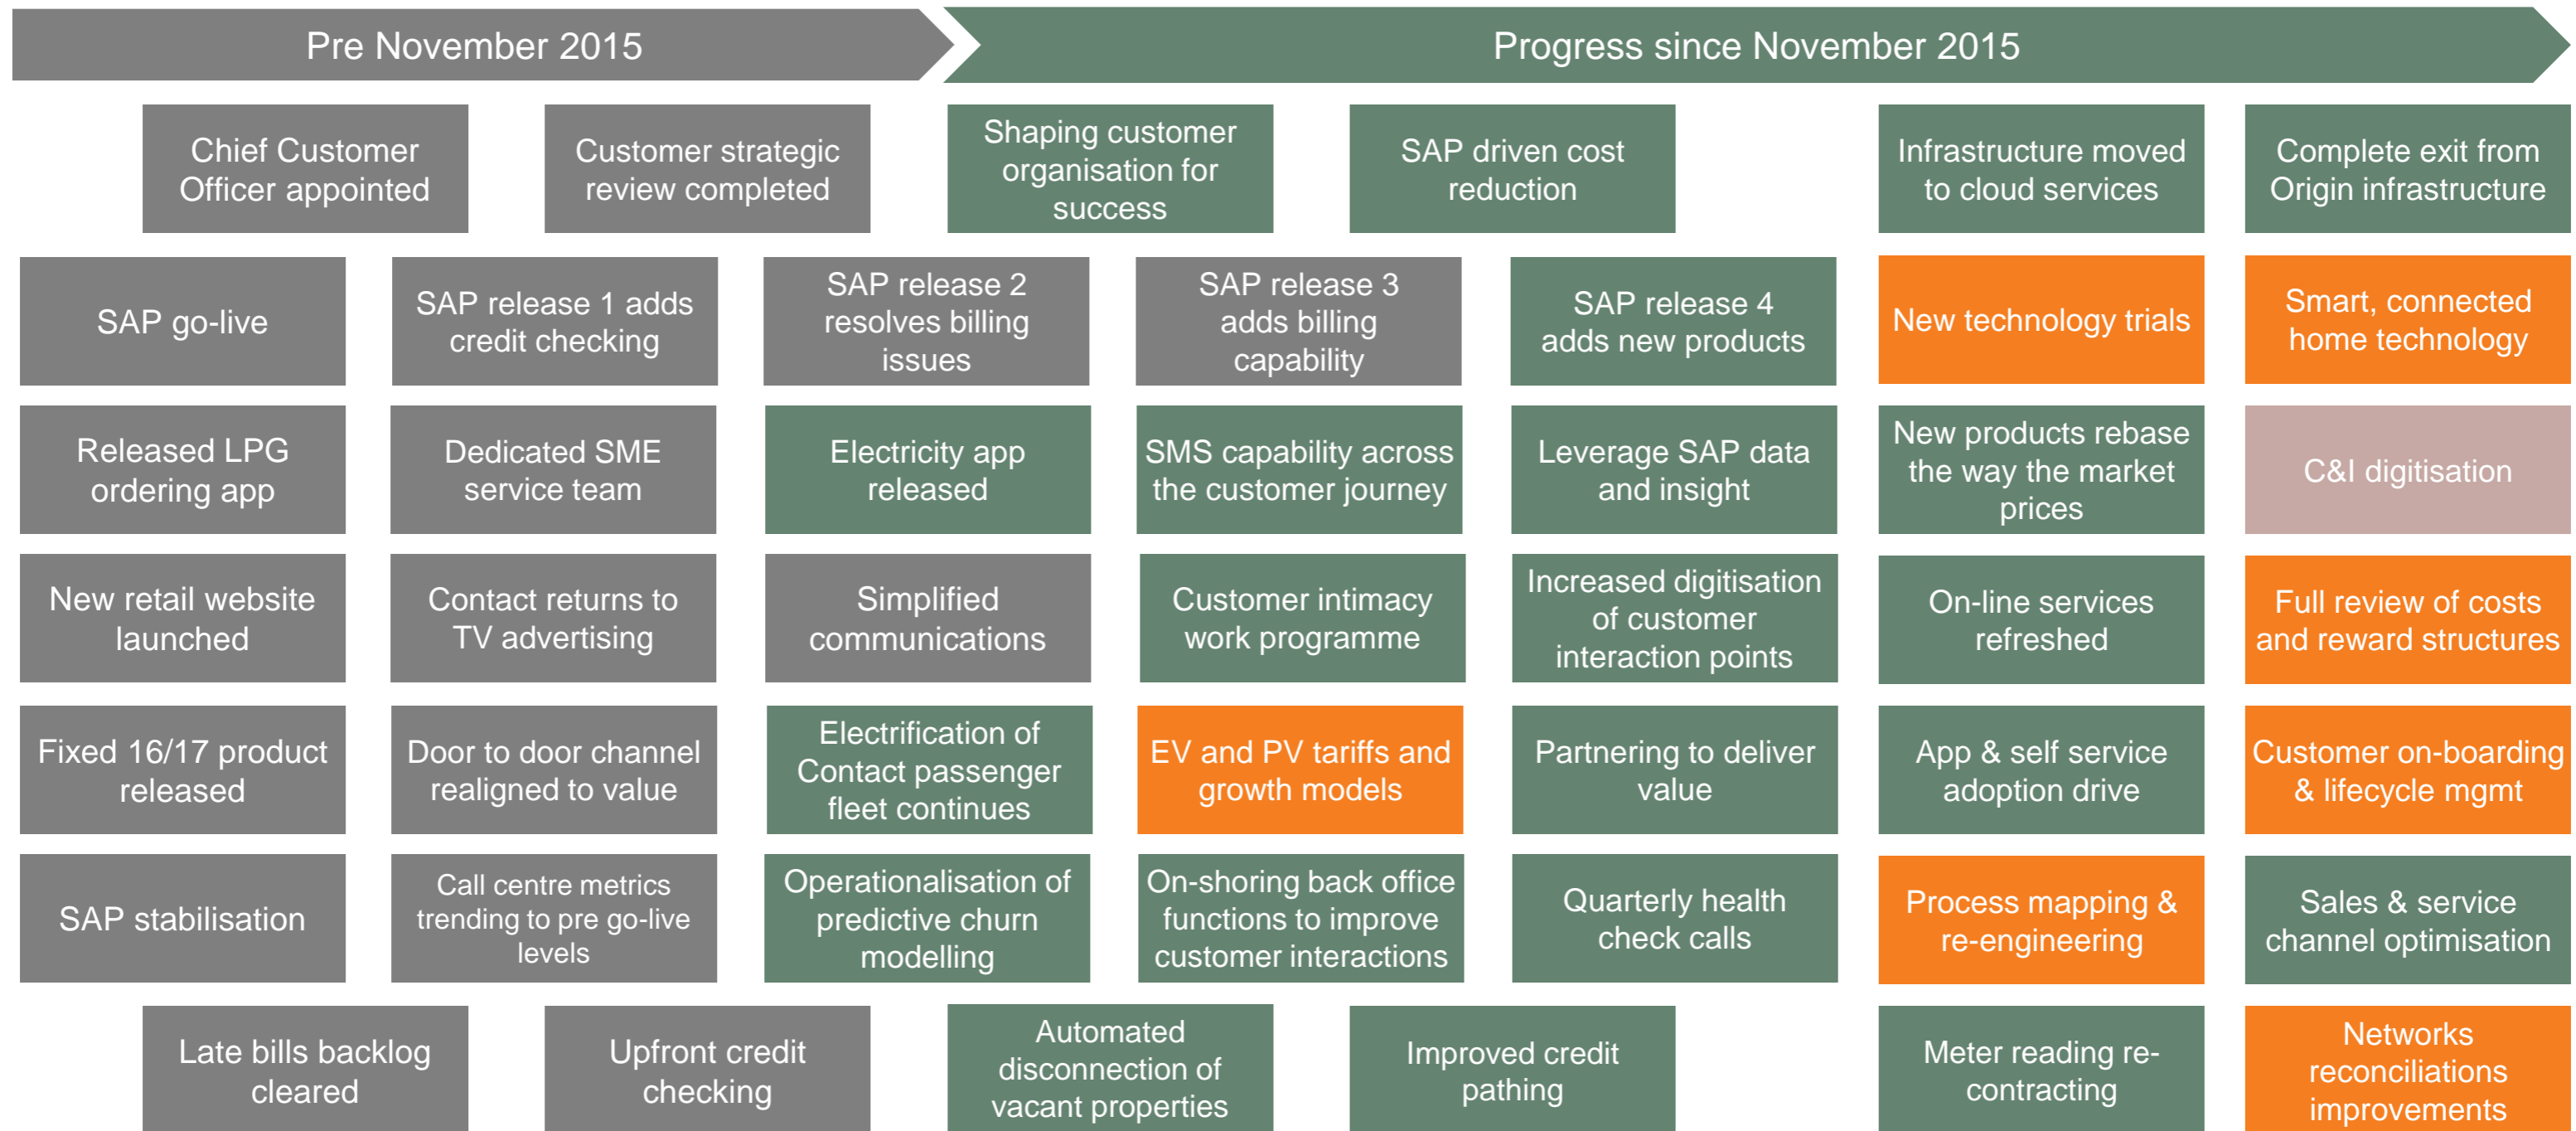 Pre November 2015
Progress since November 2015
Chief Customer
Officer appointed
Customer strategic
review completed
Shaping customer
organisation for
success
SAP driven cost
reduction
Infrastructure moved
to cloud services
Complete exit from
Origin infrastructure
SAP go-live
SAP release 1 adds
credit checking
SAP release 2
resolves billing
issues
SAP release 3
adds billing
capability
SAP release 4
adds new products
New technology trials
Smart, connected
home technology
Released LPG
ordering app
Dedicated SME
service team
Electricity app
released
SMS capability across
the customer journey
Leverage SAP data
and insight
New products rebase
the way the market
prices
C&I digitisation
New retail website
launched
Contact returns to
TV advertising
Simplified
communications
Customer intimacy
work programme
Increased digitisation
of customer
interaction points
On-line services
refreshed
Full review of costs
and reward structures
Fixed 16/17 product
released
Door to door channel
realigned to value
Electrification of
Contact passenger
fleet continues
EV and PV tariffs and
growth models
Partnering to deliver
value
App & self service
adoption drive
Customer on-boarding
& lifecycle mgmt
SAP stabilisation
Call centre metrics
trending to pre go-live
levels
Operationalisation of
predictive churn
modelling
On-shoring back office
functions to improve
customer interactions
Quarterly health
check calls
Process mapping &
re-engineering
Sales & service
channel optimisation
Late bills backlog
cleared
Upfront credit
checking
Automated
disconnection of
vacant properties
Improved credit
pathing
Meter reading re-
contracting
Networks
reconciliations
improvements